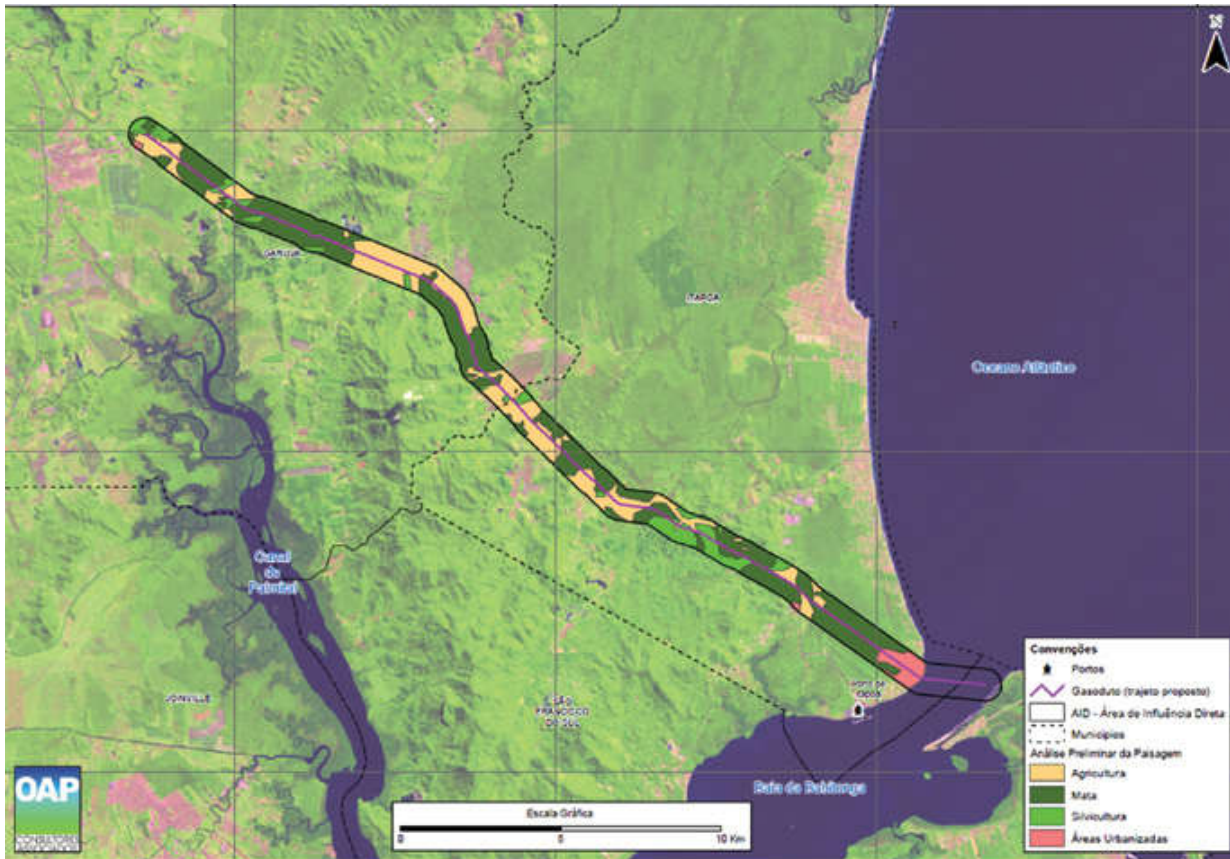 N
GARUVA
ITAPOÁ
Oceano Atlântico
Canal
do
Palmital
JOINVILLE
SÃO
FRANCISCO
DO SUL
Porto de
Itapoá
Baía da Babitonga
Convenções
Portos
Gasoduto (trajeto proposto)
AID - Área de Influência Direta
Municípios
Análise Preliminar da Paisagem
Agricultura
Mata
Silvicultura
Áreas Urbanizadas
Escala Gráfica
0 5 10 Km
OAP
CONSULTORES
ASSOCIADOS